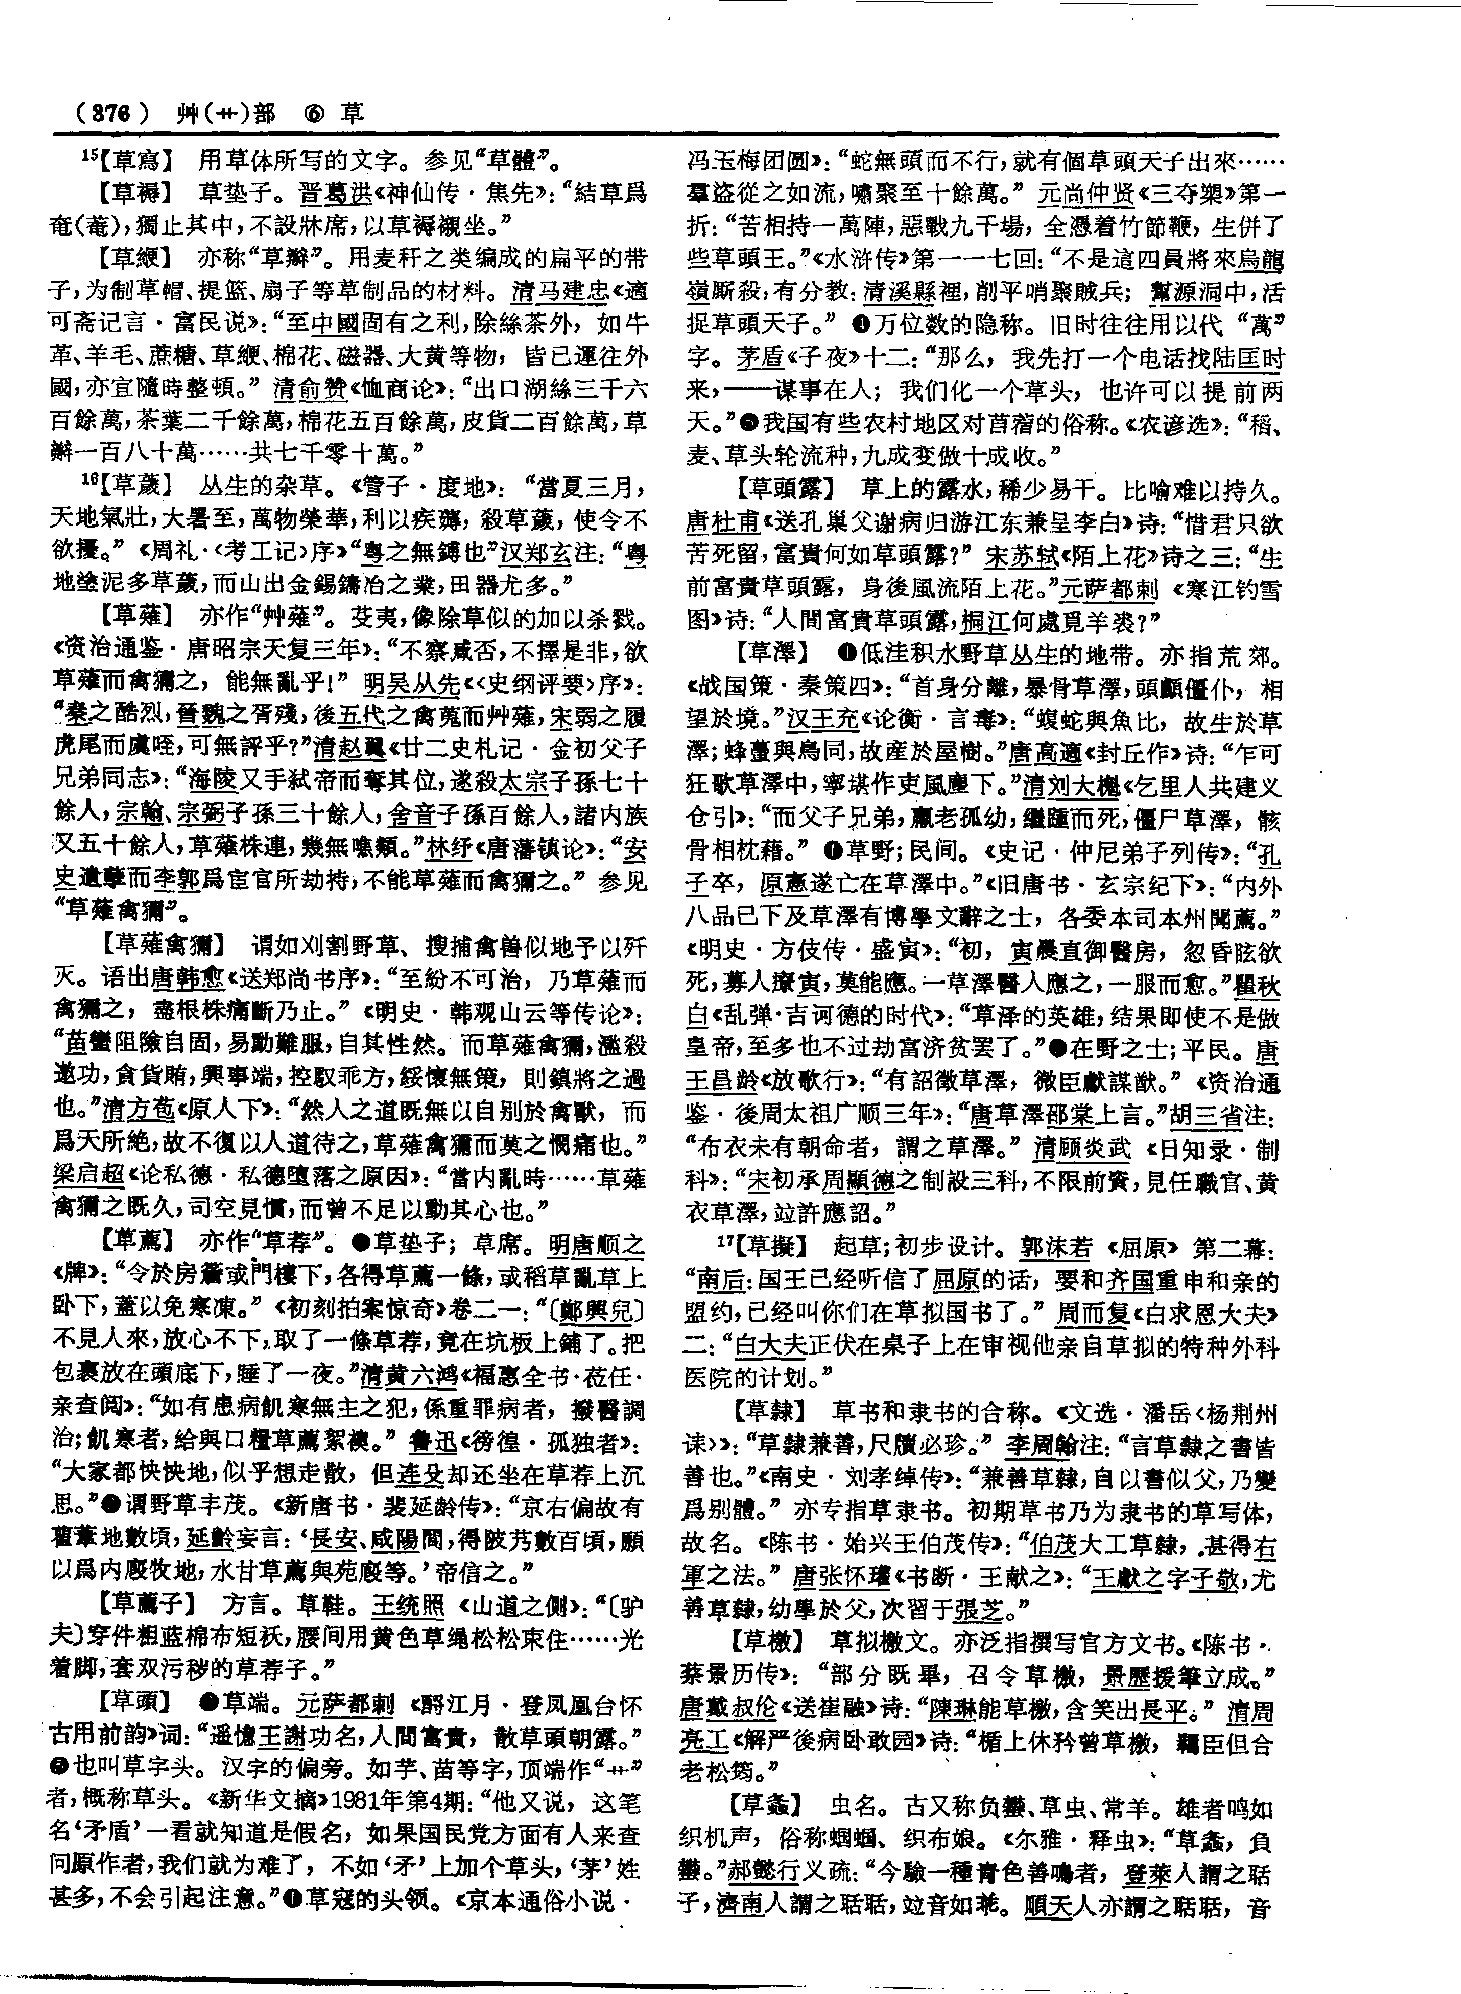 (376) 艸(艹)部 ⑥ 草
¹⁵【草寫】 用草体所写的文字。参见“草體”。
【草褥】 草垫子。晋葛洪《神仙传·焦先》：“結草爲
奄(菴)，獨止其中，不設牀席，以草褥襯坐。”
【草緶】 亦称“草辮”。用麦秆之类编成的扁平的带
子，为制草帽、提篮、扇子等草制品的材料。清马建忠《適
可斋记言·富民说》：“至中國固有之利，除絲茶外，如牛
革、羊毛、蔗糖、草緶、棉花、磁器、大黄等物，皆已運往外
國，亦宜隨時整頓。”清俞赞《恤商论》：“出口湖絲三千六
百餘萬，茶葉二千餘萬，棉花五百餘萬，皮貨二百餘萬，草
辮一百八十萬……共七千零十萬。”
¹⁶【草薉】 丛生的杂草。《管子·度地》：“當夏三月，
天地氣壯，大暑至，萬物榮華，利以疾薅，殺草薉，使令不
欲擾。”《周礼·〈考工记〉序》“粤之無鎛也”汉郑玄注：“粤
地塗泥多草薉，而山出金錫鑄冶之業，田器尤多。”
【草薙】 亦作“艸薙”。芟夷，像除草似的加以杀戮。
《资治通鉴·唐昭宗天复三年》：“不察臧否，不擇是非，欲
草薙而禽獮之，能無亂乎！”明吴从先《〈史纲评要〉序》：
“秦之酷烈，晉魏之胥殘，後五代之禽蒐而艸薙，宋弱之履
虎尾而虞咥，可無評乎？”清赵翼《廿二史札记·金初父子
兄弟同志》：“海陵又手弑帝而奪其位，遂殺太宗子孫七十
餘人，宗翰、宗弼子孫三十餘人，舍音子孫百餘人，諸内族
又五十餘人，草薙株連，幾無噍類。”林纾《唐藩镇论》：“安
史遺孽而李郭爲宦官所劫持，不能草薙而禽獮之。”参见
“草薙禽獮”。
【草薙禽獮】 谓如刈割野草、搜捕禽兽似地予以歼
灭。语出唐韩愈《送郑尚书序》：“至紛不可治，乃草薙而
禽獮之，盡根株痛斷乃止。”《明史·韩观山云等传论》：
“苗蠻阻險自固，易動難服，自其性然。而草薙禽獮，濫殺
邀功，貪貨賄，興事端，控馭乖方，綏懷無策，則鎮將之過
也。”清方苞《原人下》：“然人之道既無以自别於禽獸，而
爲天所絶，故不復以人道待之，草薙禽獮而莫之憫痛也。”
梁启超《论私德·私德堕落之原因》：“當内亂時……草薙
禽獮之既久，司空見慣，而曾不足以動其心也。”
【草薦】 亦作“草荐”。❶草垫子；草席。明唐顺之
《牌》：“令於房簷或門樓下，各得草薦一條，或稻草亂草上
卧下，蓋以免寒凍。”《初刻拍案惊奇》卷二一：“〔鄭興兒〕
不見人來，放心不下，取了一條草荐，竟在坑板上鋪了。把
包裹放在頭底下，睡了一夜。”清黄六鸿《福惠全书·莅任·
亲查阅》：“如有患病飢寒無主之犯，係重罪病者，撥醫調
治；飢寒者，給與口糧草薦絮襖。”鲁迅《徬徨·孤独者》：
“大家都怏怏地，似乎想走散，但连殳却还坐在草荐上沉
思。”❷谓野草丰茂。《新唐书·裴延龄传》：“京右偏故有
雚葦地數頃，延齡妄言：‘長安、咸陽間，得陂艿數百頃，願
以爲内廄牧地，水甘草薦與苑廄等。’帝信之。”
【草薦子】 方言。草鞋。王统照《山道之侧》：“〔驴
夫〕穿件粗蓝棉布短袄，腰间用黄色草绳松松束住……光
着脚，套双污秽的草荐子。”
【草頭】 ❶草端。元萨都剌《酹江月·登凤凰台怀
古用前韵》词：“遥憶王謝功名，人間富貴，散草頭朝露。”
❷也叫草字头。汉字的偏旁。如芋、苗等字，顶端作“艹”
者，概称草头。《新华文摘》1981年第4期：“他又说，这笔
名‘矛盾’一看就知道是假名，如果国民党方面有人来查
问原作者，我们就为难了，不如‘矛’上加个草头，‘茅’姓
甚多，不会引起注意。”❸草寇的头领。《京本通俗小说·
冯玉梅团圆》：“蛇無頭而不行，就有個草頭天子出來……
羣盗從之如流，嘯聚至十餘萬。”元尚仲贤《三夺槊》第一
折：“苦相持一萬陣，惡戰九千場，全憑着竹節鞭，生併了
些草頭王。”《水浒传》第一一七回：“不是這四員將來烏龍
嶺厮殺，有分教：清溪縣裡，削平哨聚賊兵；幫源洞中，活
捉草頭天子。”❹万位数的隐称。旧时往往用以代“萬”
字。茅盾《子夜》十二：“那么，我先打一个电话找陆匡时
来，——谋事在人；我们化一个草头，也许可以提前两
天。”❺我国有些农村地区对苜蓿的俗称。《农谚选》：“稻、
麦、草头轮流种，九成变做十成收。”
【草頭露】 草上的露水，稀少易干。比喻难以持久。
唐杜甫《送孔巢父谢病归游江东兼呈李白》诗：“惜君只欲
苦死留，富貴何如草頭露？”宋苏轼《陌上花》诗之三：“生
前富貴草頭露，身後風流陌上花。”元萨都剌《寒江钓雪
图》诗：“人間富貴草頭露，桐江何處覓羊裘？”
【草澤】 ❶低洼积水野草丛生的地带。亦指荒郊。
《战国策·秦策四》：“首身分離，暴骨草澤，頭顱僵仆，相
望於境。”汉王充《论衡·言毒》：“蝮蛇與魚比，故生於草
澤；蜂蠆與鳥同，故産於屋樹。”唐高適《封丘作》诗：“乍可
狂歌草澤中，寧堪作吏風塵下。”清刘大櫆《乞里人共建义
仓引》：“而父子兄弟，羸老孤幼，繼踵而死，僵尸草澤，骸
骨相枕藉。”❷草野；民间。《史记·仲尼弟子列传》：“孔
子卒，原憲遂亡在草澤中。”《旧唐书·玄宗纪下》：“内外
八品已下及草澤有博學文辭之士，各委本司本州聞薦。”
《明史·方伎传·盛寅》：“初，寅晨直御醫房，忽昏眩欲
死，募人療寅，莫能應。一草澤醫人應之，一服而愈。”瞿秋
白《乱弹·吉诃德的时代》：“草泽的英雄，结果即使不是做
皇帝，至多也不过劫富济贫罢了。”❸在野之士；平民。唐
王昌龄《放歌行》：“有詔徵草澤，微臣獻謀猷。”《资治通
鉴·後周太祖广顺三年》：“唐草澤邵棠上言。”胡三省注：
“布衣未有朝命者，謂之草澤。”清顾炎武《日知录·制
科》：“宋初承周顯德之制設三科，不限前資，見任職官、黄
衣草澤，竝許應詔。”
¹⁷【草擬】 起草；初步设计。郭沫若《屈原》第二幕：
“南后：国王已经听信了屈原的话，要和齐国重申和亲的
盟约，已经叫你们在草拟国书了。”周而复《白求恩大夫》
二：“白大夫正伏在桌子上在审视他亲自草拟的特种外科
医院的计划。”
【草隸】 草书和隶书的合称。《文选·潘岳〈杨荆州
诔〉》：“草隸兼善，尺牘必珍。”李周翰注：“言草隸之書皆
善也。”《南史·刘孝绰传》：“兼善草隸，自以書似父，乃變
爲别體。”亦专指草隶书。初期草书乃为隶书的草写体，
故名。《陈书·始兴王伯茂传》：“伯茂大工草隸，甚得右
軍之法。”唐张怀瓘《书断·王献之》：“王獻之字子敬，尤
善草隸，幼學於父，次習于張芝。”
【草檄】 草拟檄文。亦泛指撰写官方文书。《陈书·
蔡景历传》：“部分既畢，召令草檄，景歷援筆立成。”
唐戴叔伦《送崔融》诗：“陳琳能草檄，含笑出長平。”清周
亮工《解严後病卧敢园》诗：“楯上休矜曾草檄，羈臣但合
老松筠。”
【草螽】 虫名。古又称负蠜、草虫、常羊。雄者鸣如
织机声，俗称蝈蝈、织布娘。《尔雅·释虫》：“草螽，負
蠜。”郝懿行义疏：“今驗一種青色善鳴者，登萊人謂之聒
子，濟南人謂之聒聒，竝音如乖。順天人亦謂之聒聒，音